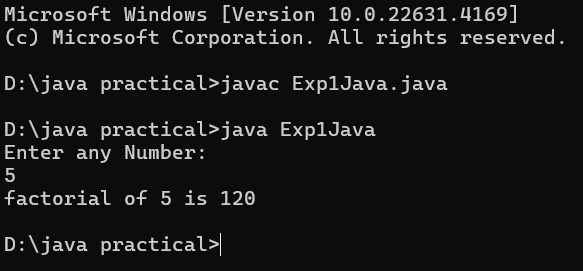 Microsoft Windows [Version 10.0.22631.4169]
(c) Microsoft Corporation. All rights reserved.
D:\java practical>javac Exp1Java.java
D:\java practical>java Exp1Java
Enter any Number:
5
factorial of 5 is 120
D:\java practical>